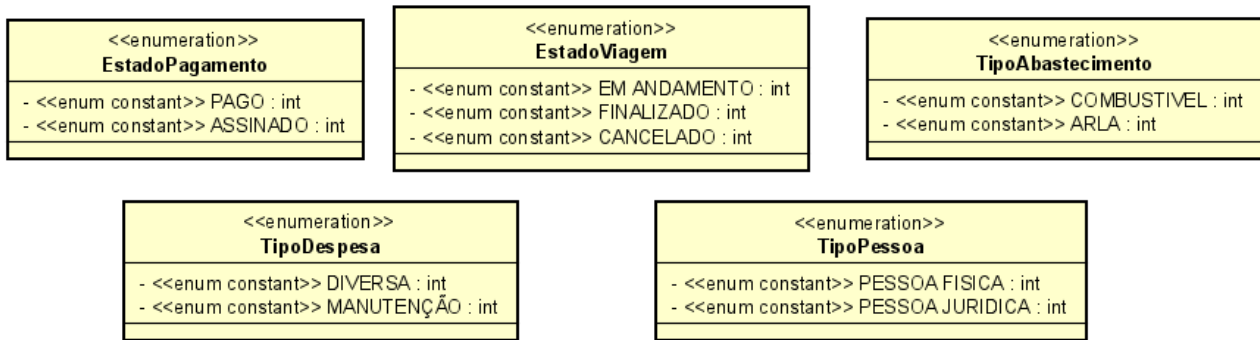 <<enumeration>>
EstadoPagamento
- <<enum constant>> PAGO : int
- <<enum constant>> ASSINADO : int
<<enumeration>>
EstadoViagem
- <<enum constant>> EM ANDAMENTO : int
- <<enum constant>> FINALIZADO : int
- <<enum constant>> CANCELADO : int
<<enumeration>>
TipoAbastecimento
- <<enum constant>> COMBUSTIVEL : int
- <<enum constant>> ARLA : int
<<enumeration>>
TipoDespesa
- <<enum constant>> DIVERSA : int
- <<enum constant>> MANUTENÇÃO : int
<<enumeration>>
TipoPessoa
- <<enum constant>> PESSOA FISICA : int
- <<enum constant>> PESSOA JURIDICA : int